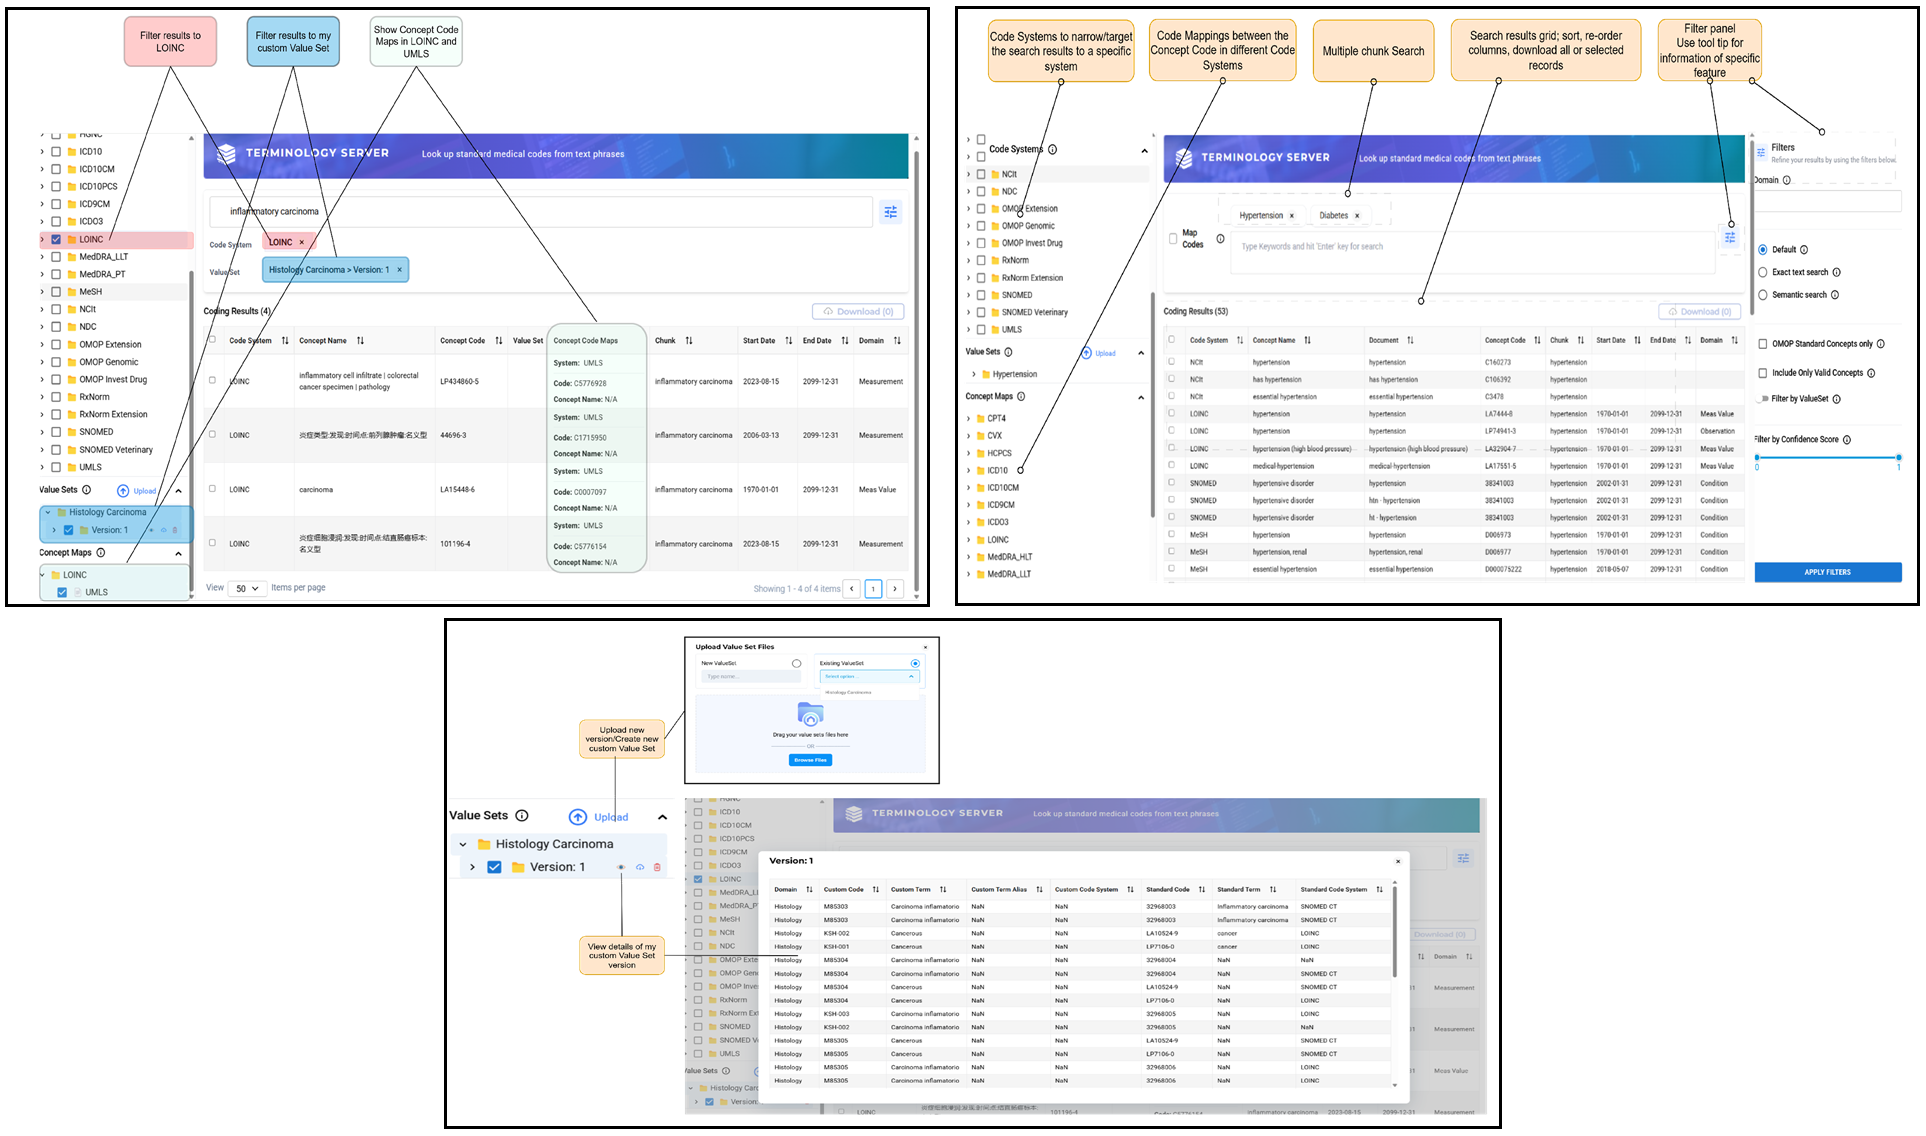 Filter results to
LOINC
Filter results to my
custom Value Set
Show Concept Code
Maps in LOINC and
UMLS
HGNC
ICD10
ICD10CM
ICD10PCS
ICD9CM
ICDO3
LOINC
MedDRA_LLT
MedDRA_PT
MeSH
NCIt
NDC
OMOP Extension
OMOP Genomic
OMOP Invest Drug
RxNorm
RxNorm Extension
SNOMED
SNOMED Veterinary
UMLS
Value Sets Upload
Histology Carcinoma
Version: 1
Concept Maps
LOINC
UMLS
TERMINOLOGY SERVER Look up standard medical codes from text phrases
inflammatory carcinoma
Code System LOINC ×
Value Set Histology Carcinoma > Version: 1 ×
Coding Results (4) Download (0)
Code System Concept Name Concept Code Value Set Concept Code Maps Chunk Start Date End Date Domain
LOINC inflammatory cell infiltrate | colorectal cancer specimen | pathology LP434860-5 System: UMLS Code: C5776928 Concept Name: N/A inflammatory carcinoma 2023-08-15 2099-12-31 Measurement
LOINC 炎症类型:发现:时间点:前列腺肿瘤:名义型 44696-3 System: UMLS Code: C1715950 Concept Name: N/A inflammatory carcinoma 2006-03-13 2099-12-31 Measurement
LOINC carcinoma LA15448-6 System: UMLS Code: C0007097 Concept Name: N/A inflammatory carcinoma 1970-01-01 2099-12-31 Meas Value
LOINC 炎症细胞浸润:发现:时间点:结直肠癌标本:名义型 101196-4 System: UMLS Code: C5776154 Concept Name: N/A inflammatory carcinoma 2023-08-15 2099-12-31 Measurement
View 50 Items per page Showing 1 - 4 of 4 items 1
Code Systems to narrow/target
the search results to a specific
system
Code Mappings between the
Concept Code in different Code
Systems
Multiple chunk Search
Search results grid; sort, re-order
columns, download all or selected
records
Filter panel
Use tool tip for
information of specific
feature
Code Systems
NCIt
NDC
OMOP Extension
OMOP Genomic
OMOP Invest Drug
RxNorm
RxNorm Extension
SNOMED
SNOMED Veterinary
UMLS
Value Sets Upload
Hypertension
Concept Maps
CPT4
CVX
HCPCS
ICD10
ICD10CM
ICD9CM
ICDO3
LOINC
MedDRA_HLT
MedDRA_LLT
TERMINOLOGY SERVER Look up standard medical codes from text phrases
Hypertension × Diabetes ×
Map Codes
Type Keywords and hit 'Enter' key for search
Coding Results (53) Download (0)
Code System Concept Name Document Concept Code Chunk Start Date End Date Domain
NCIt hypertension hypertension C160273 hypertension
NCIt has hypertension has hypertension C106392 hypertension
NCIt essential hypertension essential hypertension C3478 hypertension
LOINC hypertension hypertension LA7444-8 hypertension 1970-01-01 2099-12-31 Meas Value
LOINC hypertension hypertension LP74941-3 hypertension 1970-01-01 2099-12-31 Observation
LOINC hypertension (high blood pressure) hypertension (high blood pressure) LA32904-7 hypertension 1970-01-01 2099-12-31 Meas Value
LOINC medical-hypertension medical-hypertension LA17551-5 hypertension 1970-01-01 2099-12-31 Meas Value
SNOMED hypertensive disorder hypertension 38341003 hypertension 2002-01-31 2099-12-31 Condition
SNOMED hypertensive disorder htn - hypertension 38341003 hypertension 2002-01-31 2099-12-31 Condition
SNOMED hypertensive disorder ht - hypertension 38341003 hypertension 2002-01-31 2099-12-31 Condition
MeSH hypertension hypertension D006973 hypertension 1970-01-01 2099-12-31 Condition
MeSH hypertension, renal hypertension, renal D006977 hypertension 1970-01-01 2099-12-31 Condition
MeSH essential hypertension essential hypertension D000075222 hypertension 2018-05-07 2099-12-31 Condition
Filters
Refine your results by using the filters below.
Domain
Default
Exact text search
Semantic search
OMOP Standard Concepts only
Include Only Valid Concepts
Filter by ValueSet
Filter by Confidence Score
0 1
APPLY FILTERS
Upload Value Set Files ×
New ValueSet Existing ValueSet
Type name... Select option...
Histology Carcinoma
Drag your value sets files here
OR
Browse Files
Upload new
version/Create new
custom Value Set
Value Sets Upload
Histology Carcinoma
Version: 1
View details of my
custom Value Set
version
HGNC
ICD10
ICD10CM
ICD10PCS
ICD9CM
ICDO3
LOINC
MedDRA_LL
MedDRA_P
MeSH
NCIt
NDC
OMOP Exte
OMOP Gen
OMOP Inve
RxNorm
RxNorm Ex
SNOMED
SNOMED V
UMLS
Value Sets
Histology Carc
Version:
TERMINOLOGY SERVER Look up standard medical codes from text phrases
Version: 1 ×
Domain Custom Code Custom Term Custom Term Alias Custom Code System Standard Code Standard Term Standard Code System
Histology M85303 Carcinoma inflamatorio NaN NaN 32968003 Inflammatory carcinoma SNOMED CT
Histology M85303 Carcinoma inflamatorio NaN NaN 32968003 Inflammatory carcinoma SNOMED CT
Histology KSH-002 Cancerous NaN NaN LA10524-9 cancer LOINC
Histology KSH-001 Cancerous NaN NaN LP7106-0 cancer LOINC
Histology M85304 Carcinoma inflamatorio NaN NaN 32968004 NaN NaN
Histology M85304 Carcinoma inflamatorio NaN NaN 32968004 NaN SNOMED CT
Histology M85304 Cancerous NaN NaN LA10524-9 NaN SNOMED CT
Histology M85304 Cancerous NaN NaN LP7106-0 NaN LOINC
Histology KSH-003 Carcinoma inflamatorio NaN NaN 32968005 NaN LOINC
Histology KSH-002 Carcinoma inflamatorio NaN NaN 32968005 NaN NaN
Histology M85305 Cancerous NaN NaN LA10524-9 NaN SNOMED CT
Histology M85305 Cancerous NaN NaN LP7106-0 NaN SNOMED CT
Histology M85305 Carcinoma inflamatorio NaN NaN 32968006 NaN LOINC
Histology M85305 Carcinoma inflamatorio NaN NaN 32968006 NaN LOINC
Download (0)
Domain
Measurement
Measurement
Meas Value
LOINC 101196-4 inflammatory carcinoma 2023-08-15 2099-12-31 Measurement